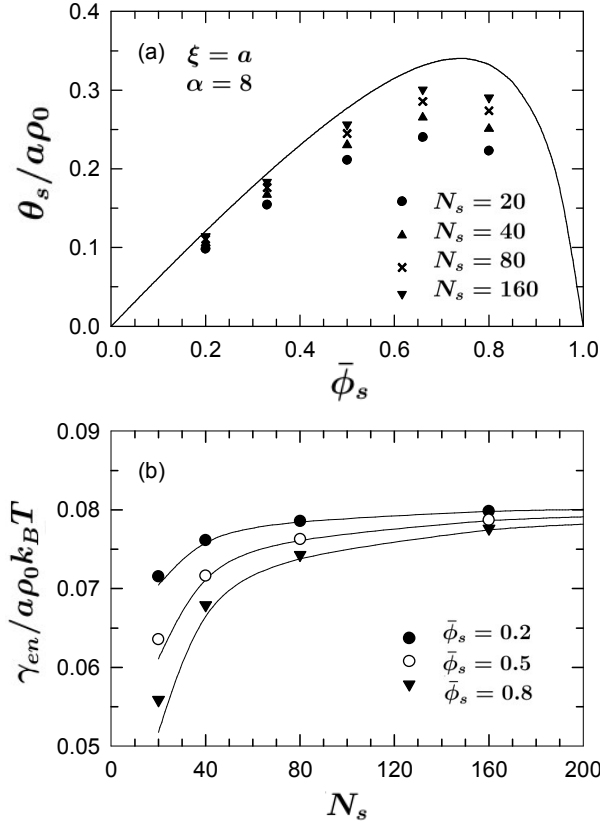 0.4
(a)
ξ = a
α = 8
0.3
θₛ/aρ₀
0.2
Nₛ = 20
Nₛ = 40
0.1
Nₛ = 80
Nₛ = 160
0.0
0.0 0.2 0.4 0.6 0.8 1.0
ϕ̄ₛ
0.09
(b)
0.08
γₑₙ/aρ₀k_BT
0.07
ϕ̄ₛ = 0.2
0.06
ϕ̄ₛ = 0.5
ϕ̄ₛ = 0.8
0.05
0 40 80 120 160 200
Nₛ